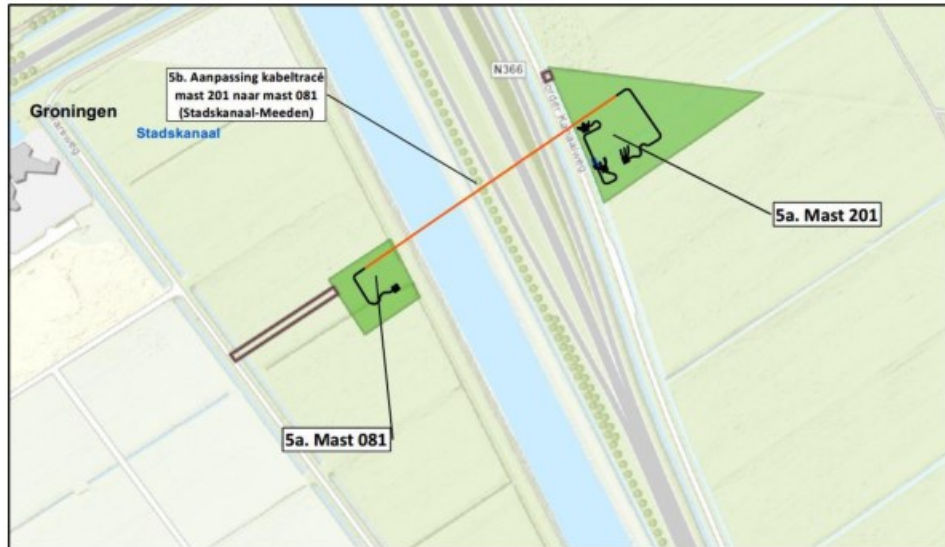 5b. Aanpassing kabeltracé
mast 201 naar mast 081
(Stadskanaal-Meeden)
N366
Groningen
Stadskanaal
5a. Mast 201
5a. Mast 081